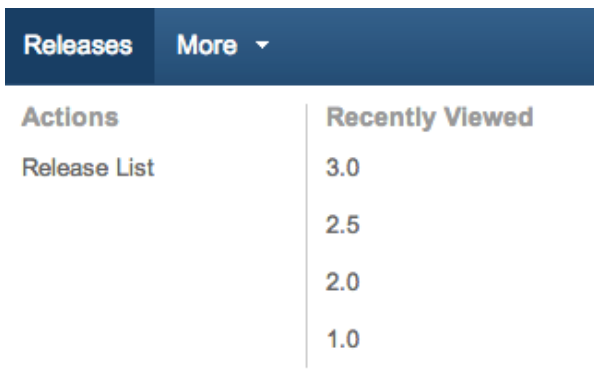 Releases More
Actions
Release List
Recently Viewed
3.0
2.5
2.0
1.0